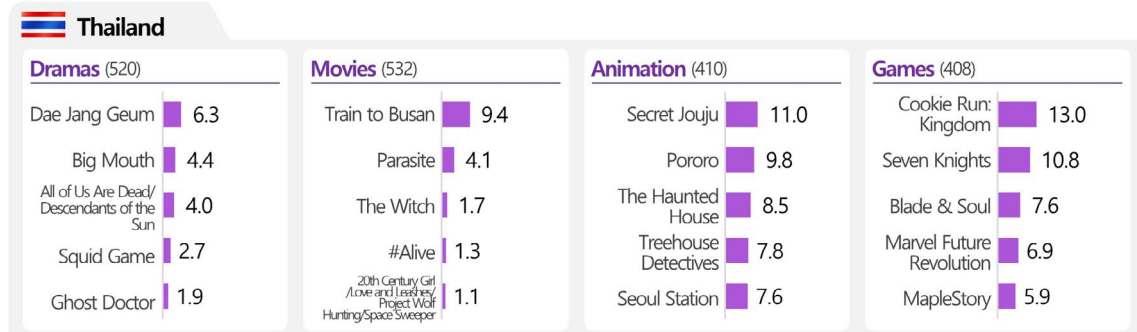 Thailand
Dramas (520)
Dae Jang Geum 6.3
Big Mouth 4.4
All of Us Are Dead/
Descendants of the
Sun
4.0
Squid Game 2.7
Ghost Doctor 1.9
Movies (532)
Train to Busan 9.4
Parasite 4.1
The Witch 1.7
#Alive 1.3
20th Century Girl
/Love and Leashes/
Project Wolf
Hunting/Space Sweeper
1.1
Animation (410)
Secret Jouju 11.0
Pororo 9.8
The Haunted
House
8.5
Treehouse
Detectives
7.8
Seoul Station 7.6
Games (408)
Cookie Run:
Kingdom
13.0
Seven Knights 10.8
Blade & Soul 7.6
Marvel Future
Revolution
6.9
MapleStory 5.9